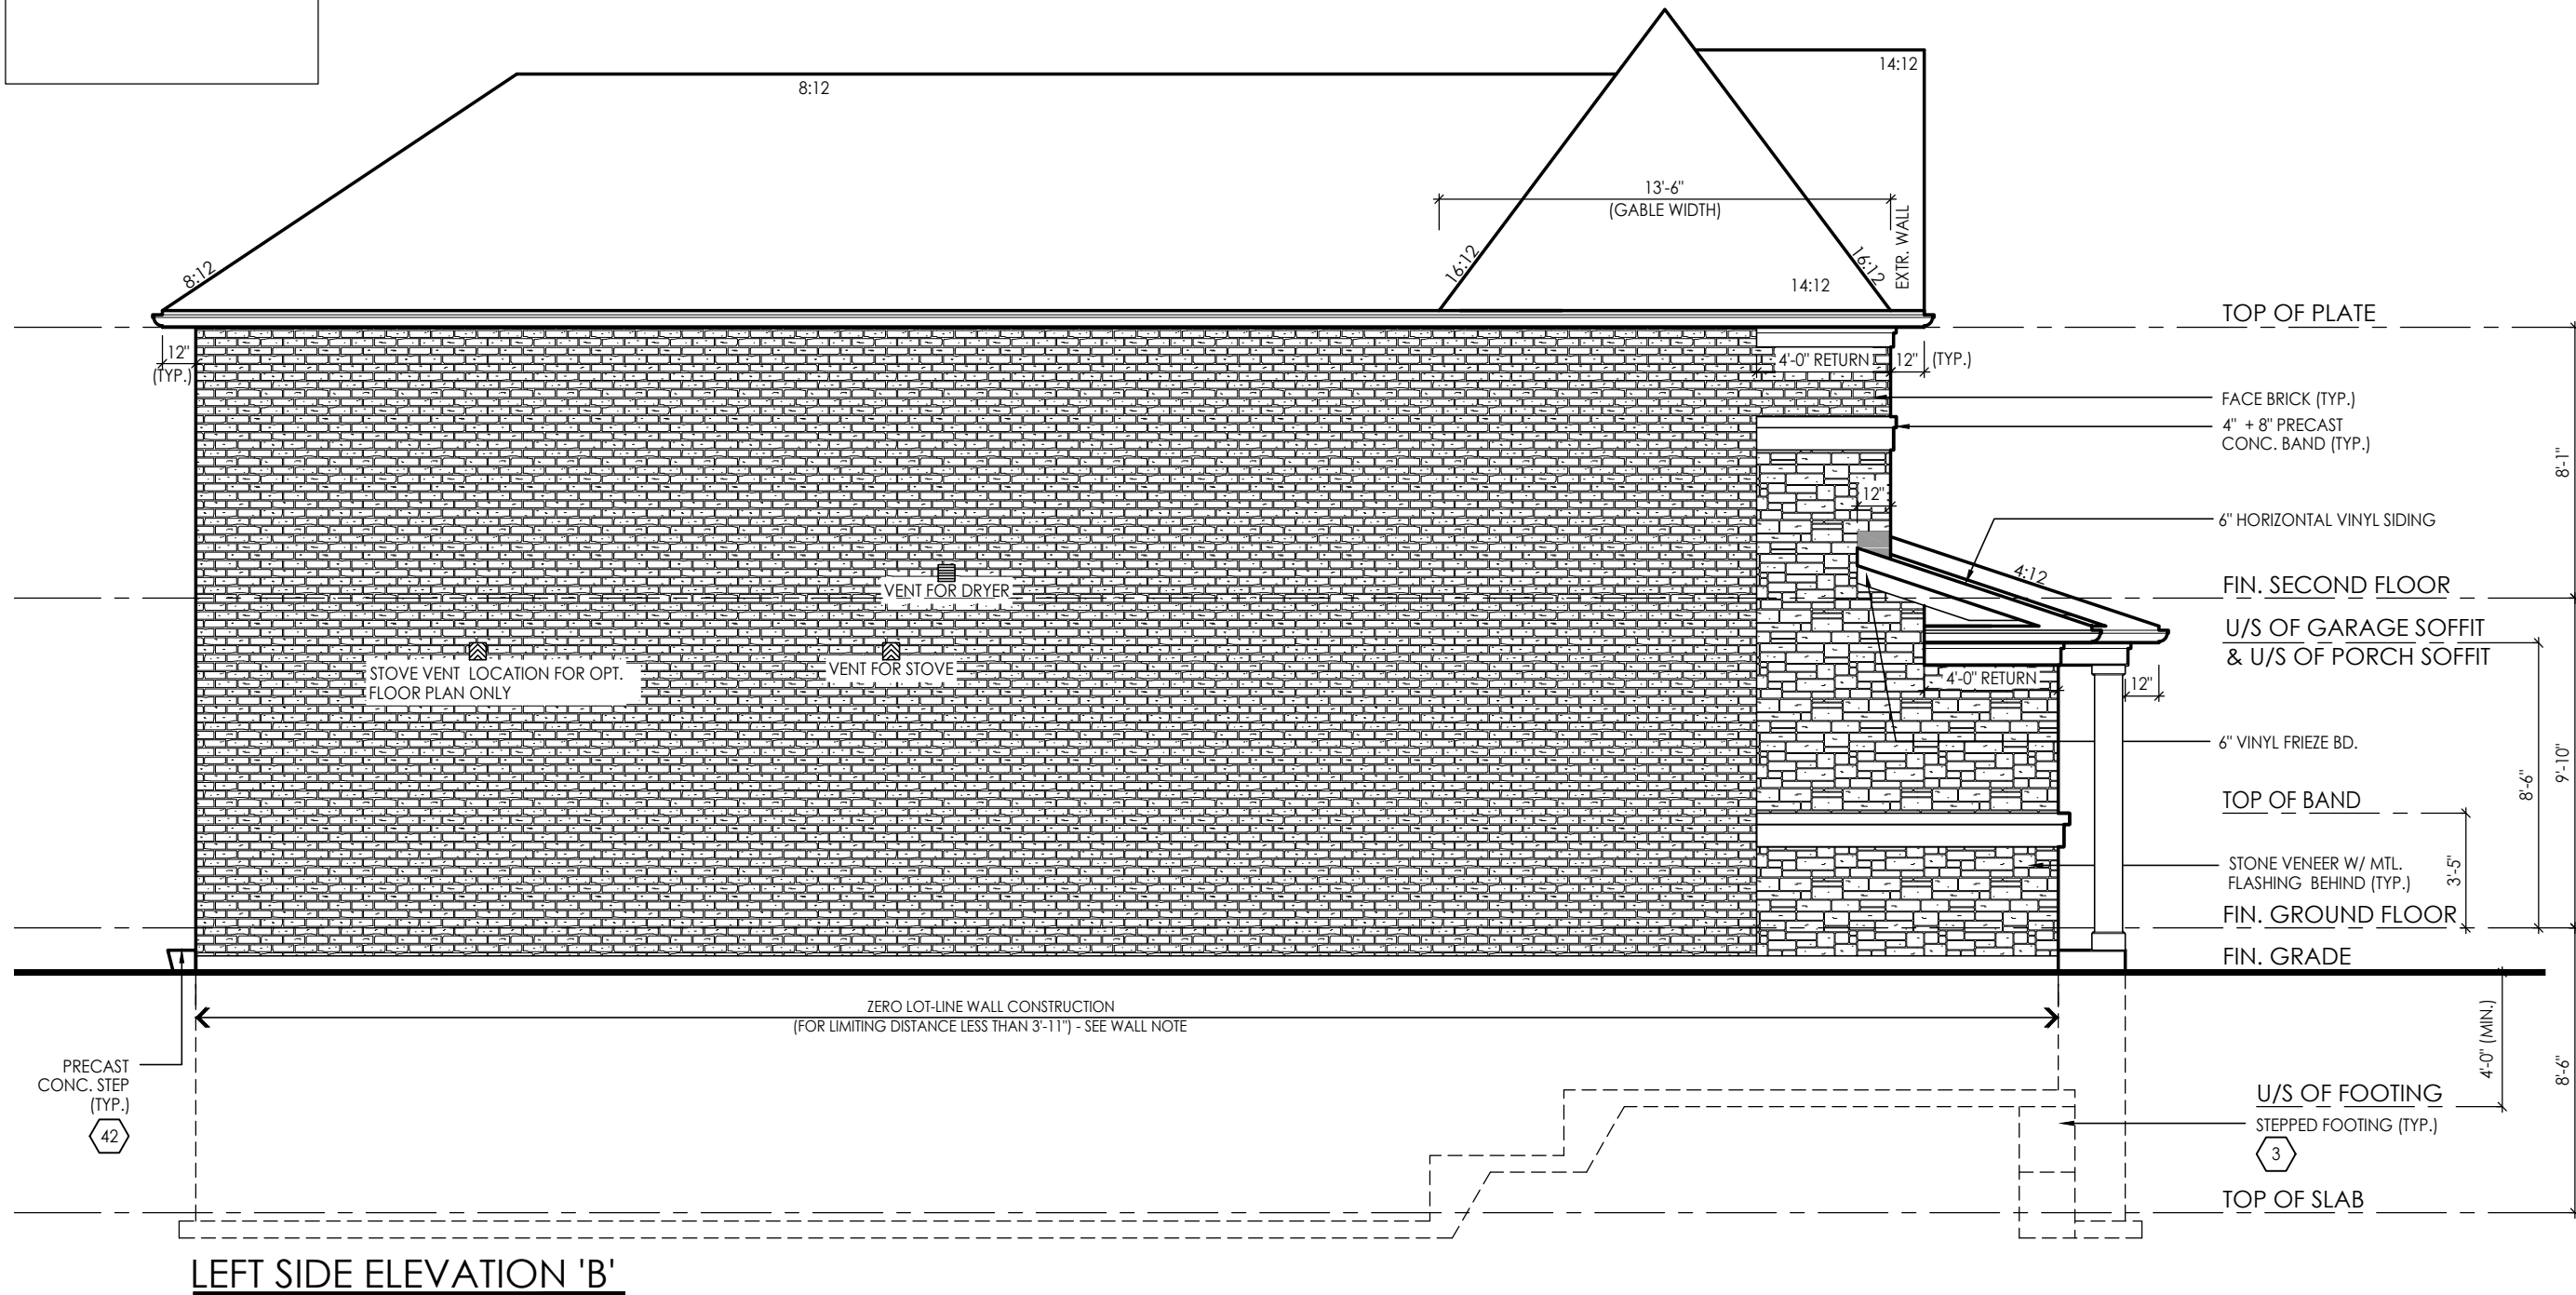 14:12
8:12
13'-6"
(GABLE WIDTH)
EXTR. WALL
8:12
16:12
16:12
14:12
TOP OF PLATE
12"
(TYP.)
4'-0" RETURN
12"
(TYP.)
FACE BRICK (TYP.)
4" + 8" PRECAST
CONC. BAND (TYP.)
8'-1"
12"
6" HORIZONTAL VINYL SIDING
4:12
VENT FOR DRYER
FIN. SECOND FLOOR
U/S OF GARAGE SOFFIT
& U/S OF PORCH SOFFIT
STOVE VENT LOCATION FOR OPT.
FLOOR PLAN ONLY
VENT FOR STOVE
4'-0" RETURN
12"
6" VINYL FRIEZE BD.
8'-6"
9'-10"
TOP OF BAND
STONE VENEER W/ MTL.
FLASHING BEHIND (TYP.)
3'-5"
FIN. GROUND FLOOR
FIN. GRADE
ZERO LOT-LINE WALL CONSTRUCTION
(FOR LIMITING DISTANCE LESS THAN 3'-11") - SEE WALL NOTE
4'-0" (MIN.)
8'-6"
PRECAST
CONC. STEP
(TYP.)
42
U/S OF FOOTING
STEPPED FOOTING (TYP.)
3
TOP OF SLAB
LEFT SIDE ELEVATION 'B'